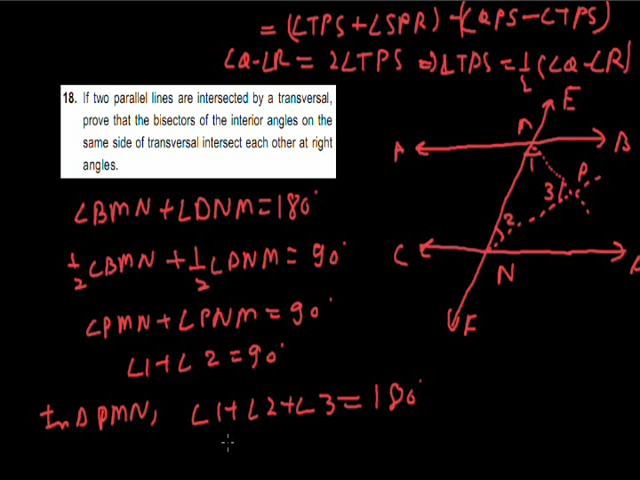 = (∠TPS+∠SPR) - (∠QPS-∠TPS)
∠Q-∠R = 2∠TPS ⇒ ∠TPS = 1/2 (∠Q-∠R)
18. If two parallel lines are intersected by a transversal,
prove that the bisectors of the interior angles on the
same side of transversal intersect each other at right
angles.
∠BMN+∠DNM=180°
1/2∠BMN + 1/2∠DNM = 90°
∠PMN+∠PNM=90°
∠1+∠2=90°
In Δ PMN, ∠1+∠2+∠3=180°
E
M
A
B
1
P
3
2
C
N
F